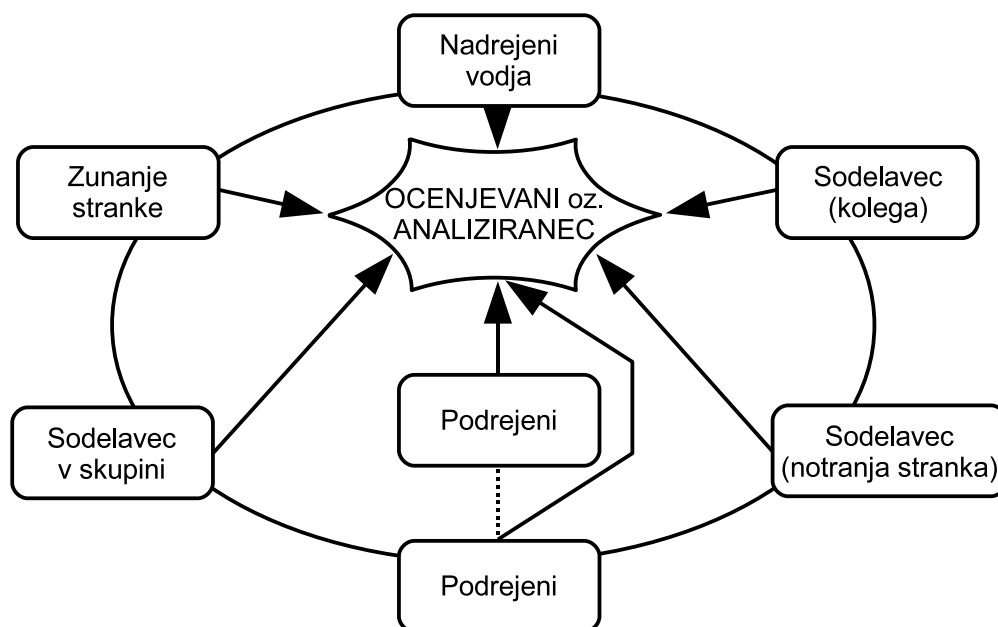 Nadrejeni
vodja
Zunanje
stranke
OCENJEVANI oz.
ANALIZIRANEC
Sodelavec
(kolega)
Sodelavec
v skupini
Podrejeni
Sodelavec
(notranja stranka)
Podrejeni